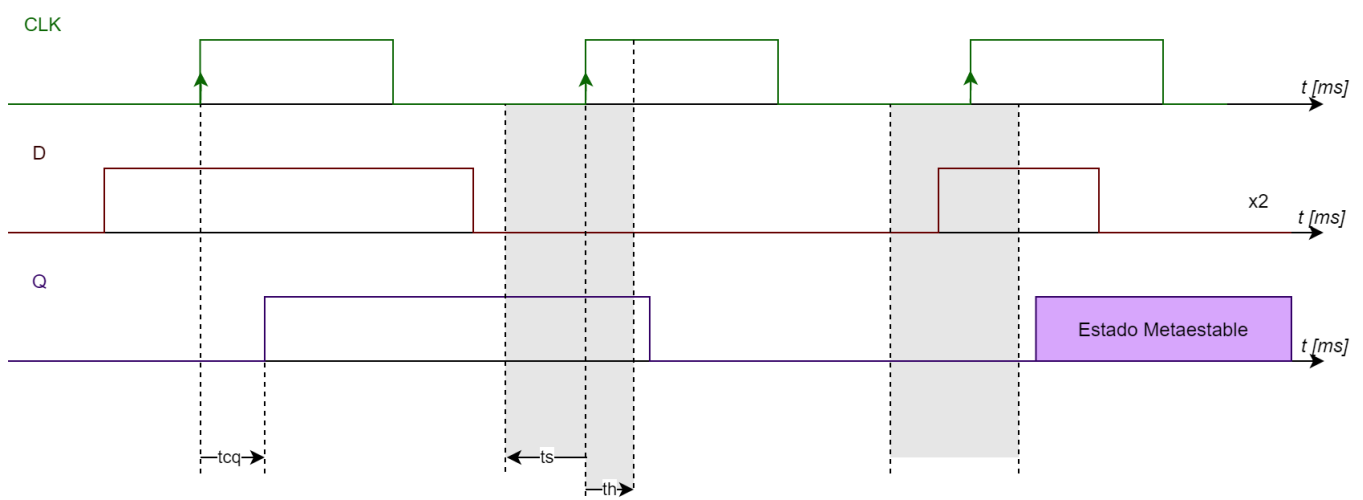 CLK
t [ms]
D
x2
t [ms]
Q
Estado Metaestable
t [ms]
tcq
ts
th